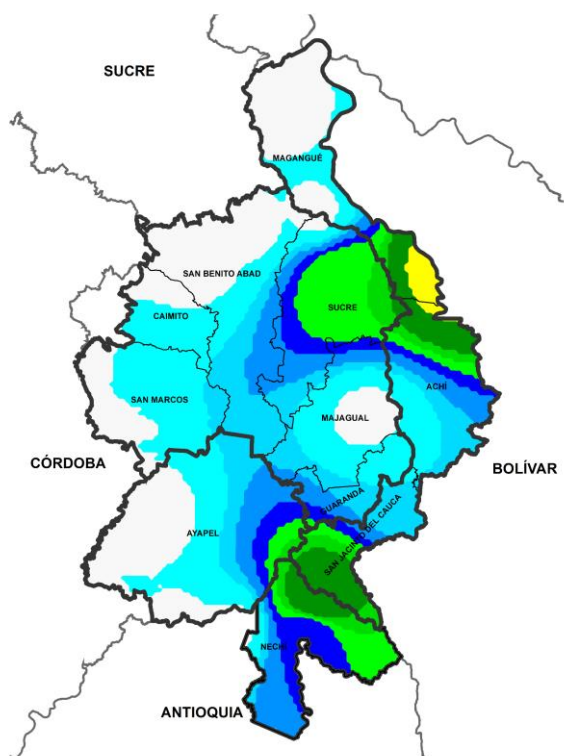 SUCRE
MAGANGUÉ
SAN BENITO ABAD
CAIMITO
SUCRE
ACHÍ
SAN MARCOS
MAJAGUAL
CÓRDOBA
BOLÍVAR
GUARANDA
AYAPEL
SAN JACINTO DEL CAUCA
NECHÍ
ANTIOQUIA